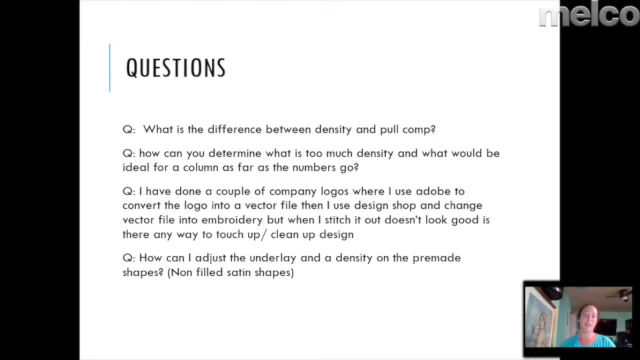 melco
QUESTIONS
Q:  What is the difference between density and pull comp?
Q: how can you determine what is too much density and what would be
ideal for a column as far as the numbers go?
Q: I have done a couple of company logos where I use adobe to
convert the logo into a vector file then I use design shop and change
vector file into embroidery but when I stitch it out doesn't look good is
there any way to touch up/ clean up design
Q: How can I adjust the underlay and a density on the premade
shapes? (Non filled satin shapes)